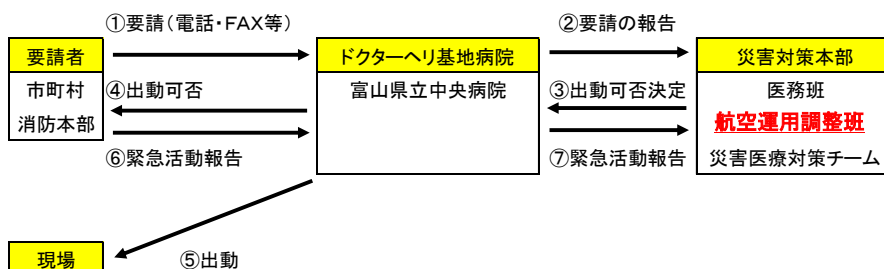 ①要請(電話・FAX等)
②要請の報告
要請者
ドクターヘリ基地病院
災害対策本部
市町村
④出動可否
富山県立中央病院
③出動可否決定
医務班
消防本部
航空運用調整班
⑥緊急活動報告
⑦緊急活動報告
災害医療対策チーム
現場
⑤出動